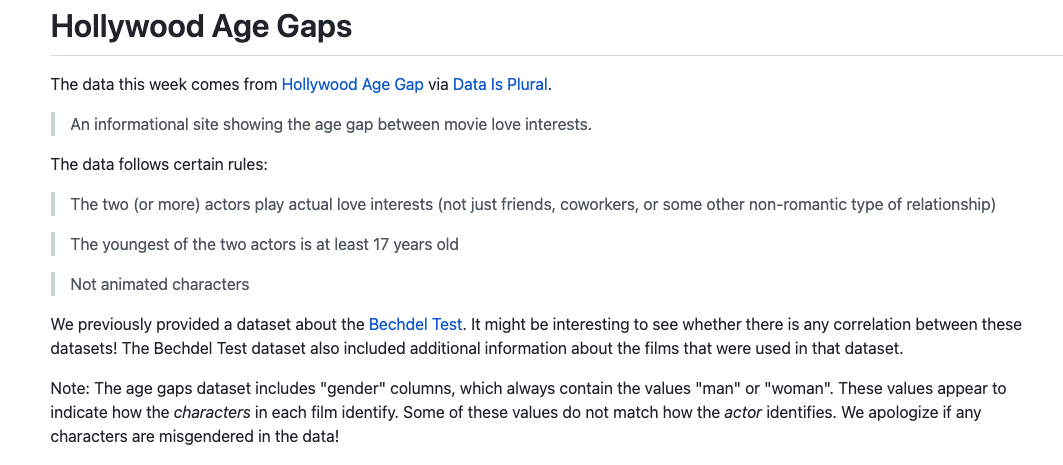 Hollywood Age Gaps
The data this week comes from Hollywood Age Gap via Data Is Plural.
An informational site showing the age gap between movie love interests.
The data follows certain rules:
The two (or more) actors play actual love interests (not just friends, coworkers, or some other non-romantic type of relationship)
The youngest of the two actors is at least 17 years old
Not animated characters
We previously provided a dataset about the Bechdel Test. It might be interesting to see whether there is any correlation between these
datasets! The Bechdel Test dataset also included additional information about the films that were used in that dataset.
Note: The age gaps dataset includes "gender" columns, which always contain the values "man" or "woman". These values appear to
indicate how the characters in each film identify. Some of these values do not match how the actor identifies. We apologize if any
characters are misgendered in the data!